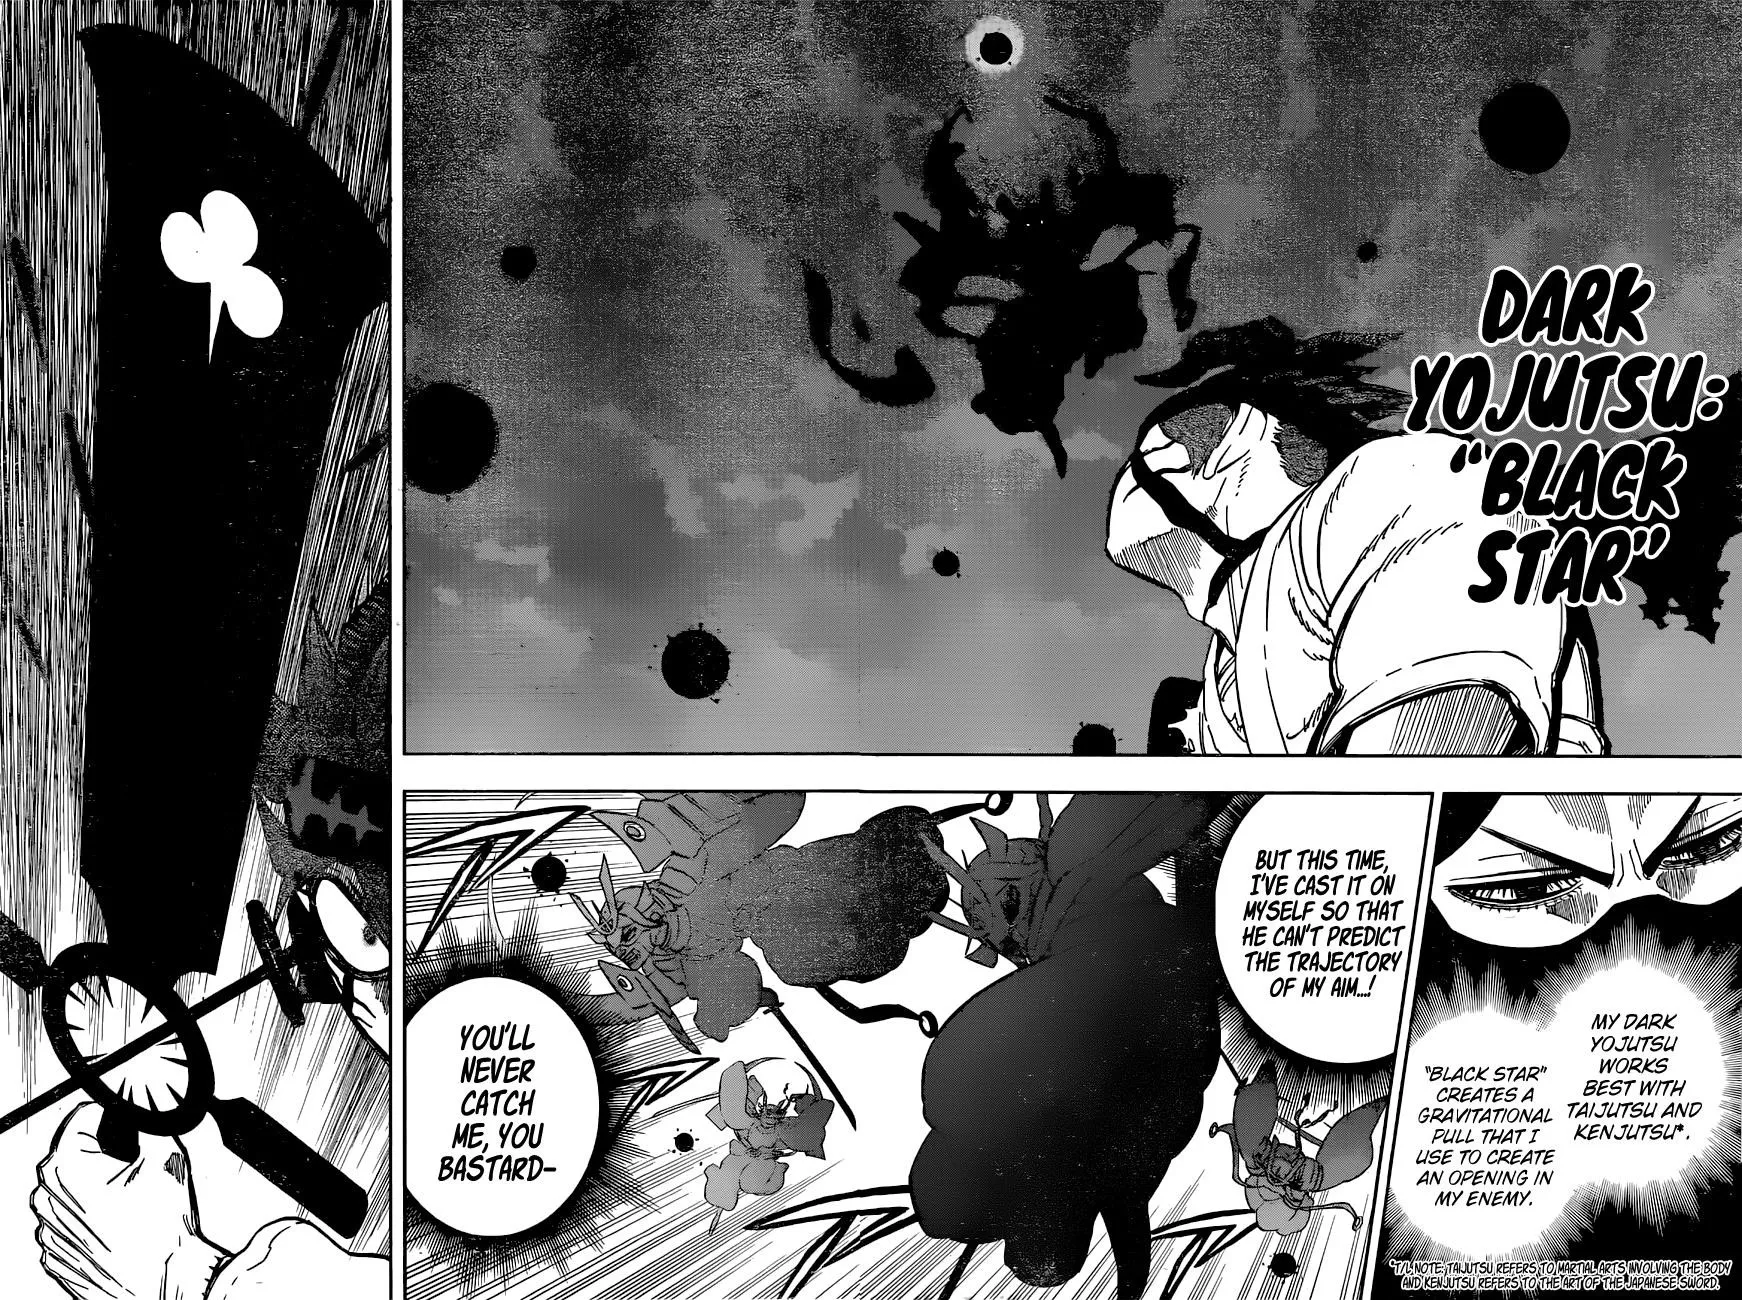 DARK
YOJUTSU:
"BLACK
STAR"
MY DARK
YOJUTSU
WORKS
BEST WITH
TAIJUTSU AND
KENJUTSU*.
"BLACK STAR"
CREATES A
GRAVITATIONAL
PULL THAT I
USE TO CREATE
AN OPENING IN
MY ENEMY.
*T/L NOTE: TAIJUTSU REFERS TO MARTIAL ARTS INVOLVING THE BODY
AND KENJUTSU REFERS TO THE ART OF THE JAPANESE SWORD.
BUT THIS TIME,
I'VE CAST IT ON
MYSELF SO THAT
HE CAN'T PREDICT
THE TRAJECTORY
OF MY AIM...!
YOU'LL
NEVER
CATCH
ME, YOU
BASTARD-